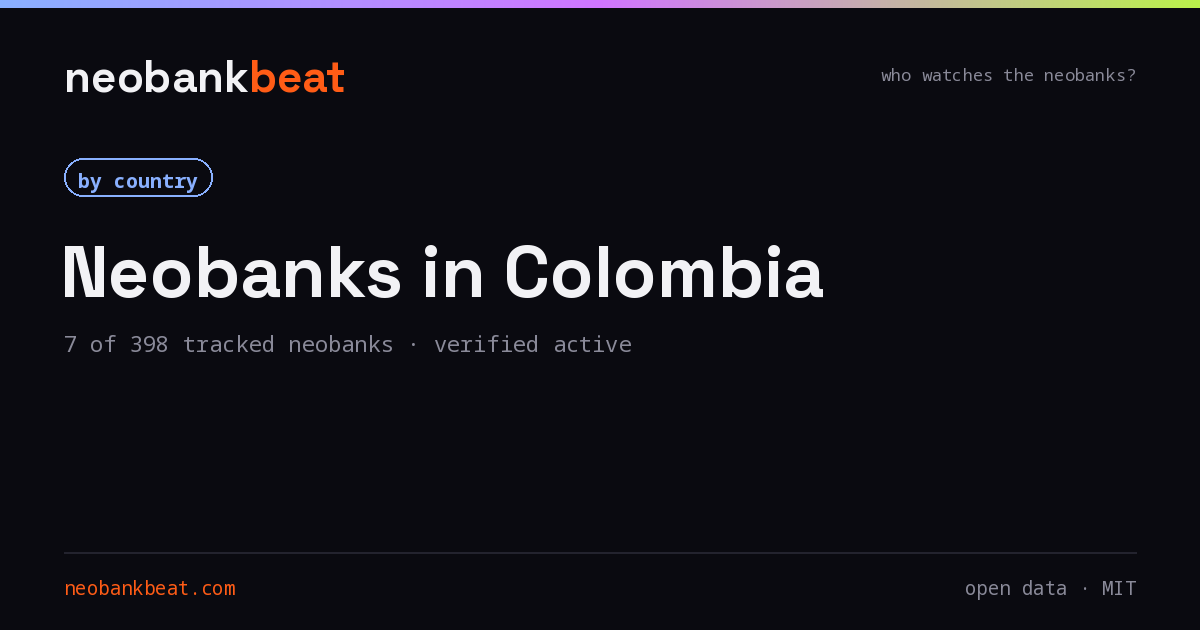 neobankbeat
who watches the neobanks?
by country
Neobanks in Colombia
7 of 398 tracked neobanks · verified active
neobankbeat.com
open data · MIT